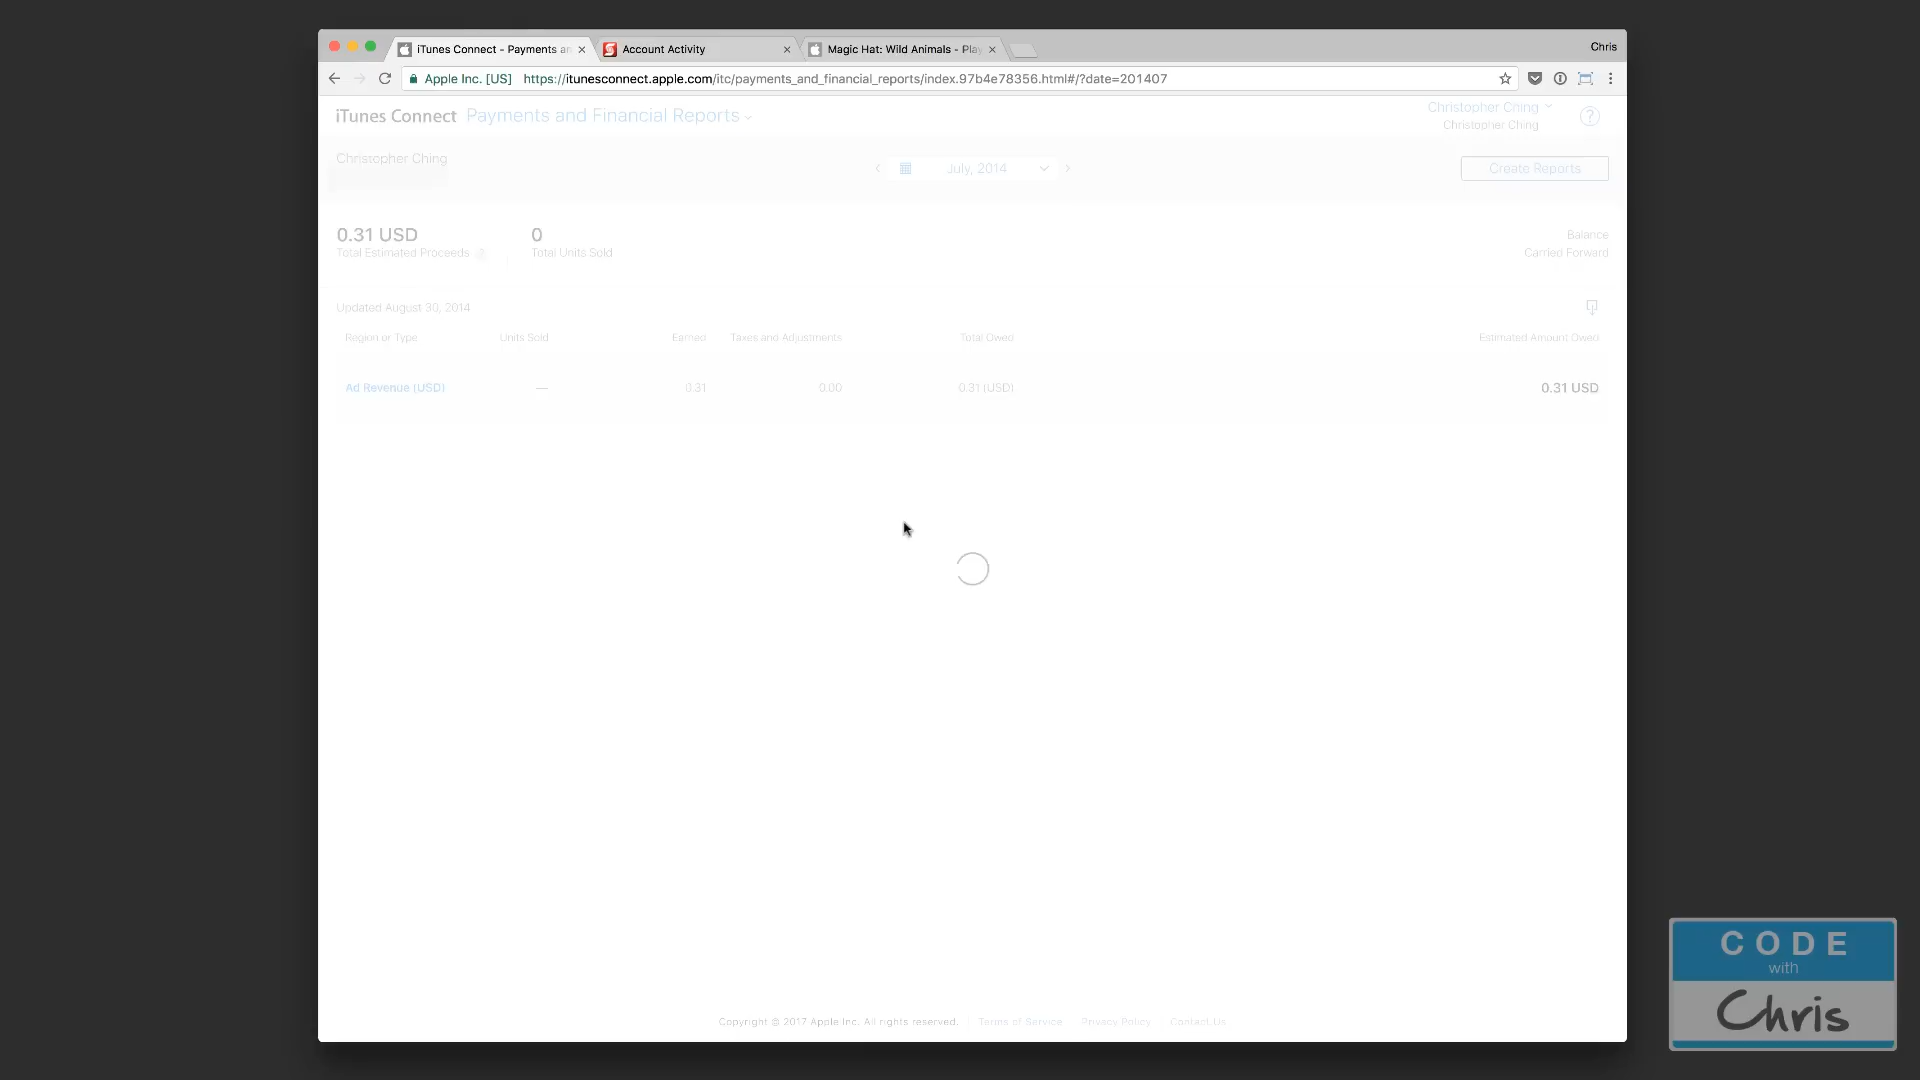 iTunes Connect - Payments an
Account Activity
Magic Hat: Wild Animals - Play
Chris
Apple Inc. [US] https://itunesconnect.apple.com/itc/payments_and_financial_reports/index.97b4e78356.html#/?date=201407
iTunes Connect Payments and Financial Reports
Christopher Ching
Christopher Ching
?
Christopher Ching
July, 2014
Create Reports
0.31 USD
0
Balance
Total Estimated Proceeds ?
Total Units Sold
Carried Forward
Updated August 30, 2014
Region or Type Units Sold Earned Taxes and Adjustments Total Owed Estimated Amount Owed
Ad Revenue (USD) — 0.31 0.00 0.31 (USD) 0.31 USD
Copyright © 2017 Apple Inc. All rights reserved. Terms of Service Privacy Policy Contact Us
CODE
with
Chris